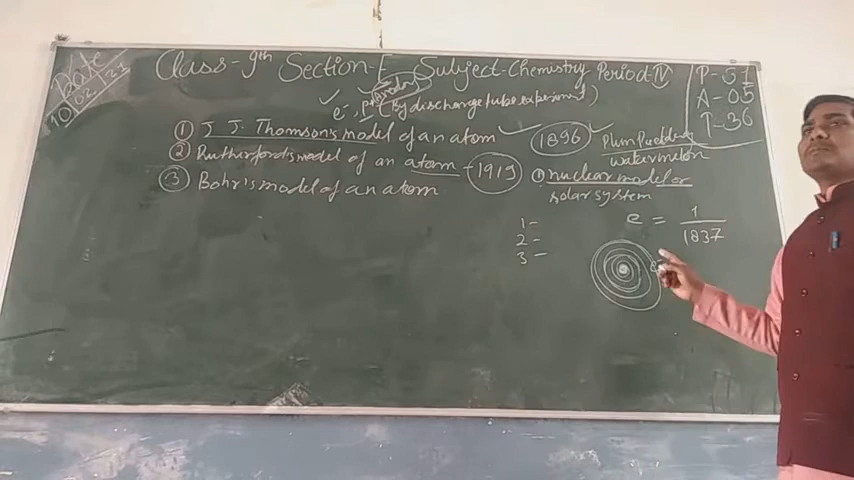 Date
10/02/21
Class-9th Section-E Subject-Chemistry Period-IV
P-31
A-05
T-36
e⁻, (By discharge tube experiment)
① J. J. Thomson's model of an atom 1896 Plum Pudding
watermelon
② Rutherford's model of an atom - 1919 ① nuclear model or
solar system
③ Bohr's model of an atom
1-
2-
3-
e = 1/1837
e⁻